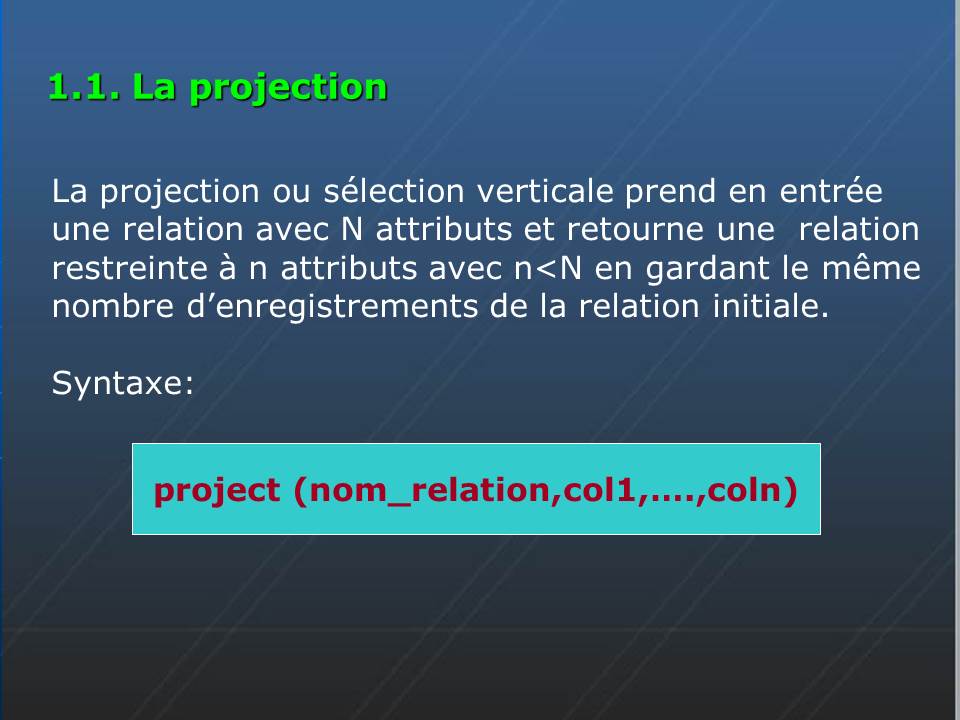 1.1. La projection
La projection ou sélection verticale prend en entrée
une relation avec N attributs et retourne une  relation
restreinte à n attributs avec n<N en gardant le même
nombre d’enregistrements de la relation initiale.
Syntaxe:
project (nom_relation,col1,….,coln)